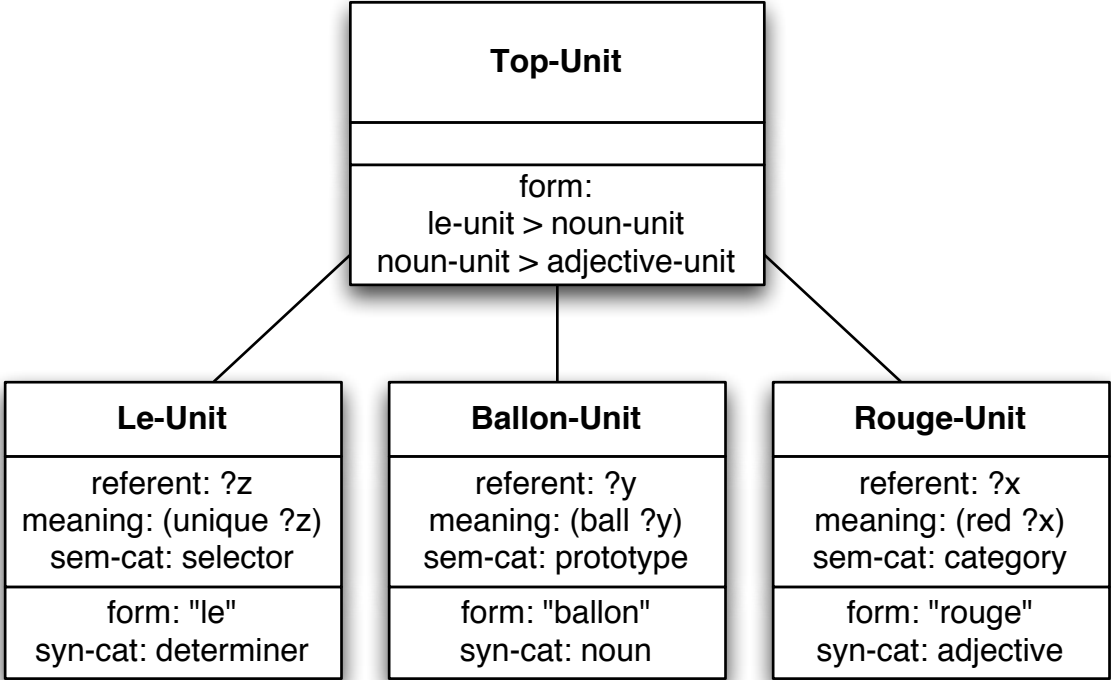 Top-Unit
form:
le-unit > noun-unit
noun-unit > adjective-unit
Le-Unit
referent: ?z
meaning: (unique ?z)
sem-cat: selector
form: "le"
syn-cat: determiner
Ballon-Unit
referent: ?y
meaning: (ball ?y)
sem-cat: prototype
form: "ballon"
syn-cat: noun
Rouge-Unit
referent: ?x
meaning: (red ?x)
sem-cat: category
form: "rouge"
syn-cat: adjective